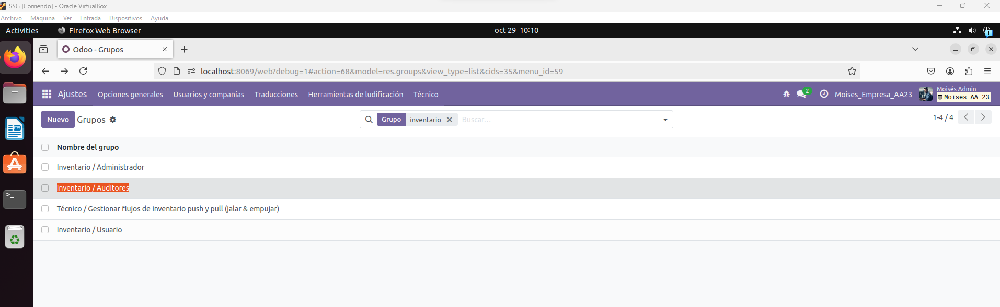 SSG [Corriendo] - Oracle VirtualBox
Archivo Máquina Ver Entrada Dispositivos Ayuda
Activities Firefox Web Browser oct 29 10:10
Odoo - Grupos
localhost:8069/web?debug=1#action=68&model=res.groups&view_type=list&cids=35&menu_id=59
Ajustes Opciones generales Usuarios y compañías Traducciones Herramientas de ludificación Técnico 2 Moises_Empresa_AA23 Moisés Admin
Moises_AA_23
Nuevo Grupos Grupo inventario Buscar... 1-4 / 4
Nombre del grupo
Inventario / Administrador
Inventario / Auditores
Técnico / Gestionar flujos de inventario push y pull (jalar & empujar)
Inventario / Usuario